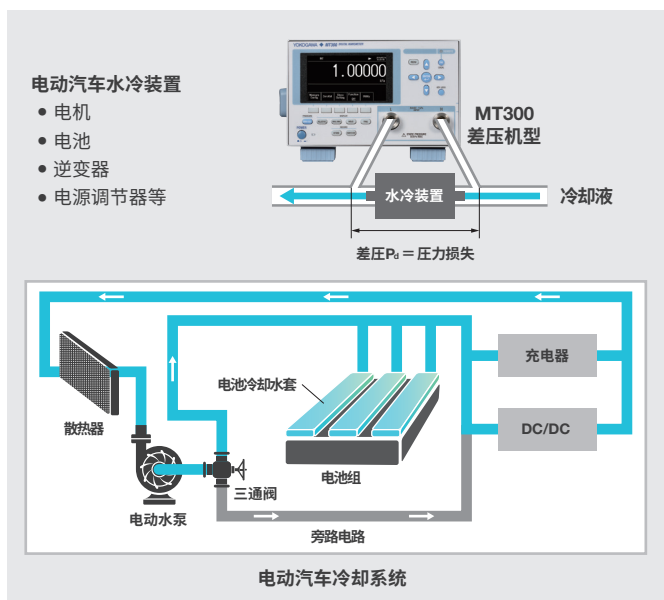 YOKOGAWA MT300
1.00000
电动汽车水冷装置
• 电机
• 电池
• 逆变器
• 电源调节器等
MT300
差压机型
水冷装置
冷却液
差压Pd＝压力损失
充电器
电池冷却水套
DC/DC
散热器
电池组
三通阀
电动水泵
旁路电路
电动汽车冷却系统